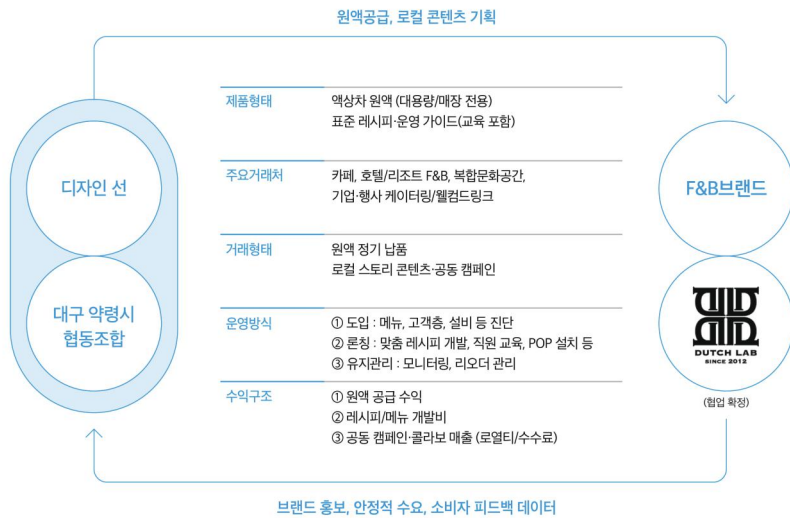 원액공급, 로컬 콘텐츠 기획
디자인 선
대구 약령시
협동조합
제품형태
액상차 원액 (대용량/매장 전용)
표준 레시피·운영 가이드(교육 포함)
주요거래처
카페, 호텔/리조트 F&B, 복합문화공간,
기업·행사 케이터링/웰컴드링크
거래형태
원액 정기 납품
로컬 스토리 콘텐츠·공동 캠페인
운영방식
① 도입 : 메뉴, 고객층, 설비 등 진단
② 론칭 : 맞춤 레시피 개발, 직원 교육, POP 설치 등
③ 유지관리 : 모니터링, 리오더 관리
수익구조
① 원액 공급 수익
② 레시피/메뉴 개발비
③ 공동 캠페인·콜라보 매출 (로열티/수수료)
F&B브랜드
DUTCH LAB
SINCE 2012
(협업 확정)
브랜드 홍보, 안정적 수요, 소비자 피드백 데이터